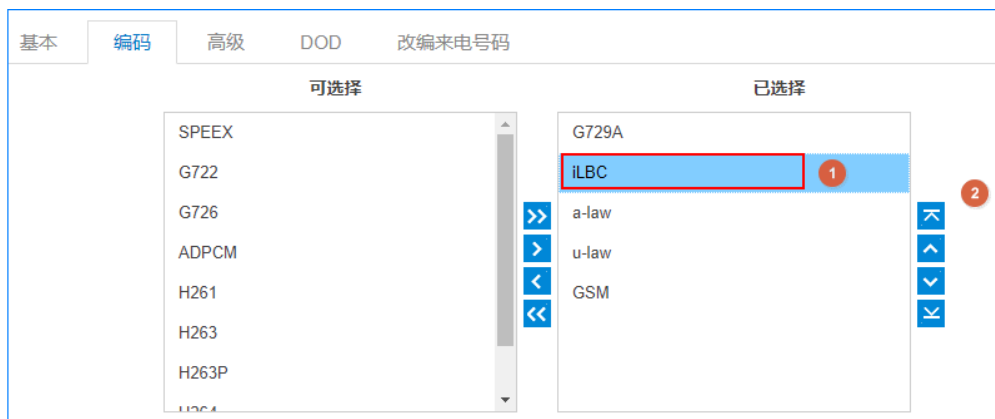 基本 编码 高级 DOD 改编来电号码
可选择 已选择
SPEEX
G722
G726
ADPCM
H261
H263
H263P
H264
G729A
iLBC 1
a-law
u-law
GSM
2